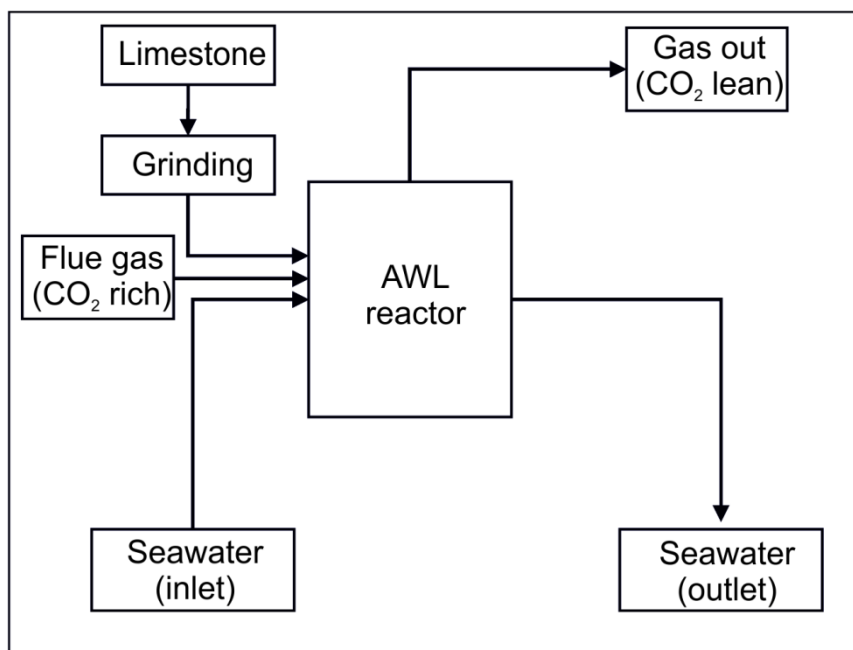 Limestone
Gas out
(CO₂ lean)
Grinding
Flue gas
(CO₂ rich)
AWL
reactor
Seawater
(inlet)
Seawater
(outlet)